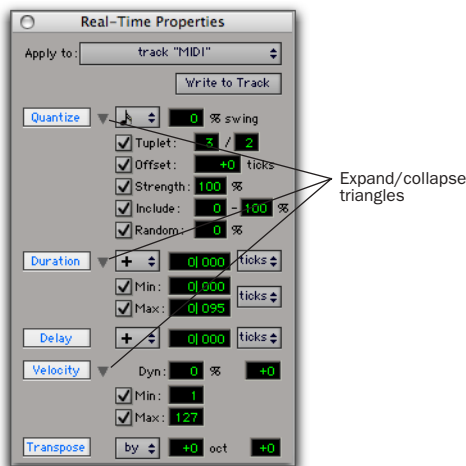 Real-Time Properties
Apply to: track "MIDI"
Write to Track
Quantize 0 % swing
Tuplet: 3 / 2
Offset: +0 ticks
Strength: 100 %
Include: 0 - 100 %
Random: 0 %
Expand/collapse
triangles
Duration + 0| 000 ticks
Min: 0| 000
ticks
Max: 0| 095
Delay + 0| 000 ticks
Velocity Dyn: 0 % +0
Min: 1
Max: 127
Transpose by +0 oct +0